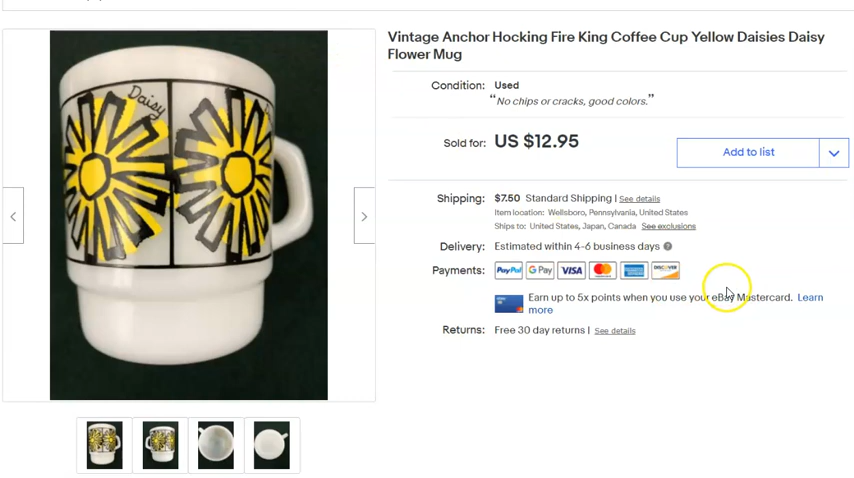 Vintage Anchor Hocking Fire King Coffee Cup Yellow Daisies Daisy
Flower Mug
Condition: Used
“No chips or cracks, good colors.”
Sold for: US $12.95
Add to list
Shipping: $7.50 Standard Shipping | See details
Item location: Wellsboro, Pennsylvania, United States
Ships to: United States, Japan, Canada See exclusions
Delivery: Estimated within 4-6 business days ?
Payments: PayPal G Pay VISA MasterCard DISCOVER
Earn up to 5x points when you use your eBay Mastercard. Learn
more
Returns: Free 30 day returns | See details
Daisy